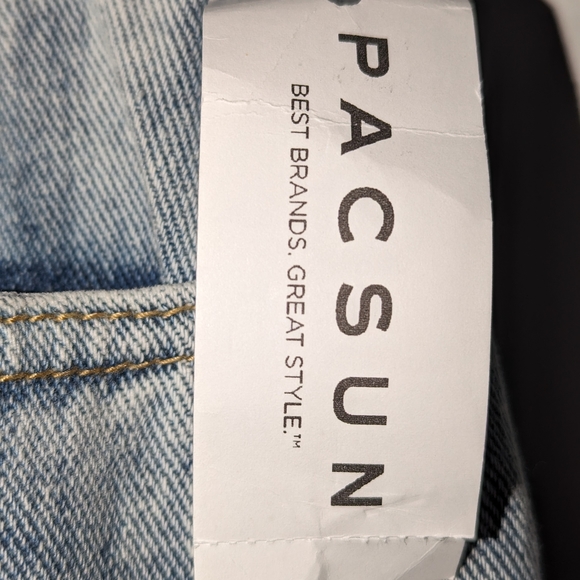 PACSUN
BEST BRANDS. GREAT STYLE.™